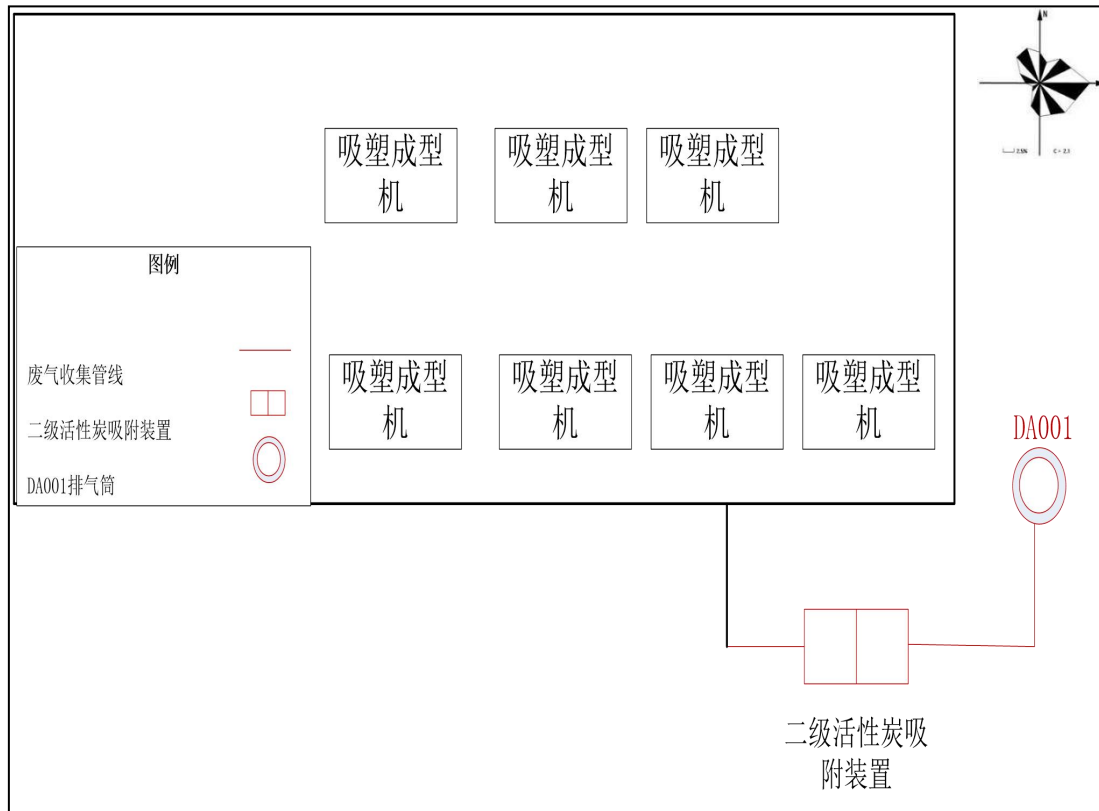 N
吸塑成型
机
吸塑成型
机
吸塑成型
机
图例
废气收集管线
二级活性炭吸附装置
DA001排气筒
吸塑成型
机
吸塑成型
机
吸塑成型
机
吸塑成型
机
DA001
二级活性炭吸
附装置